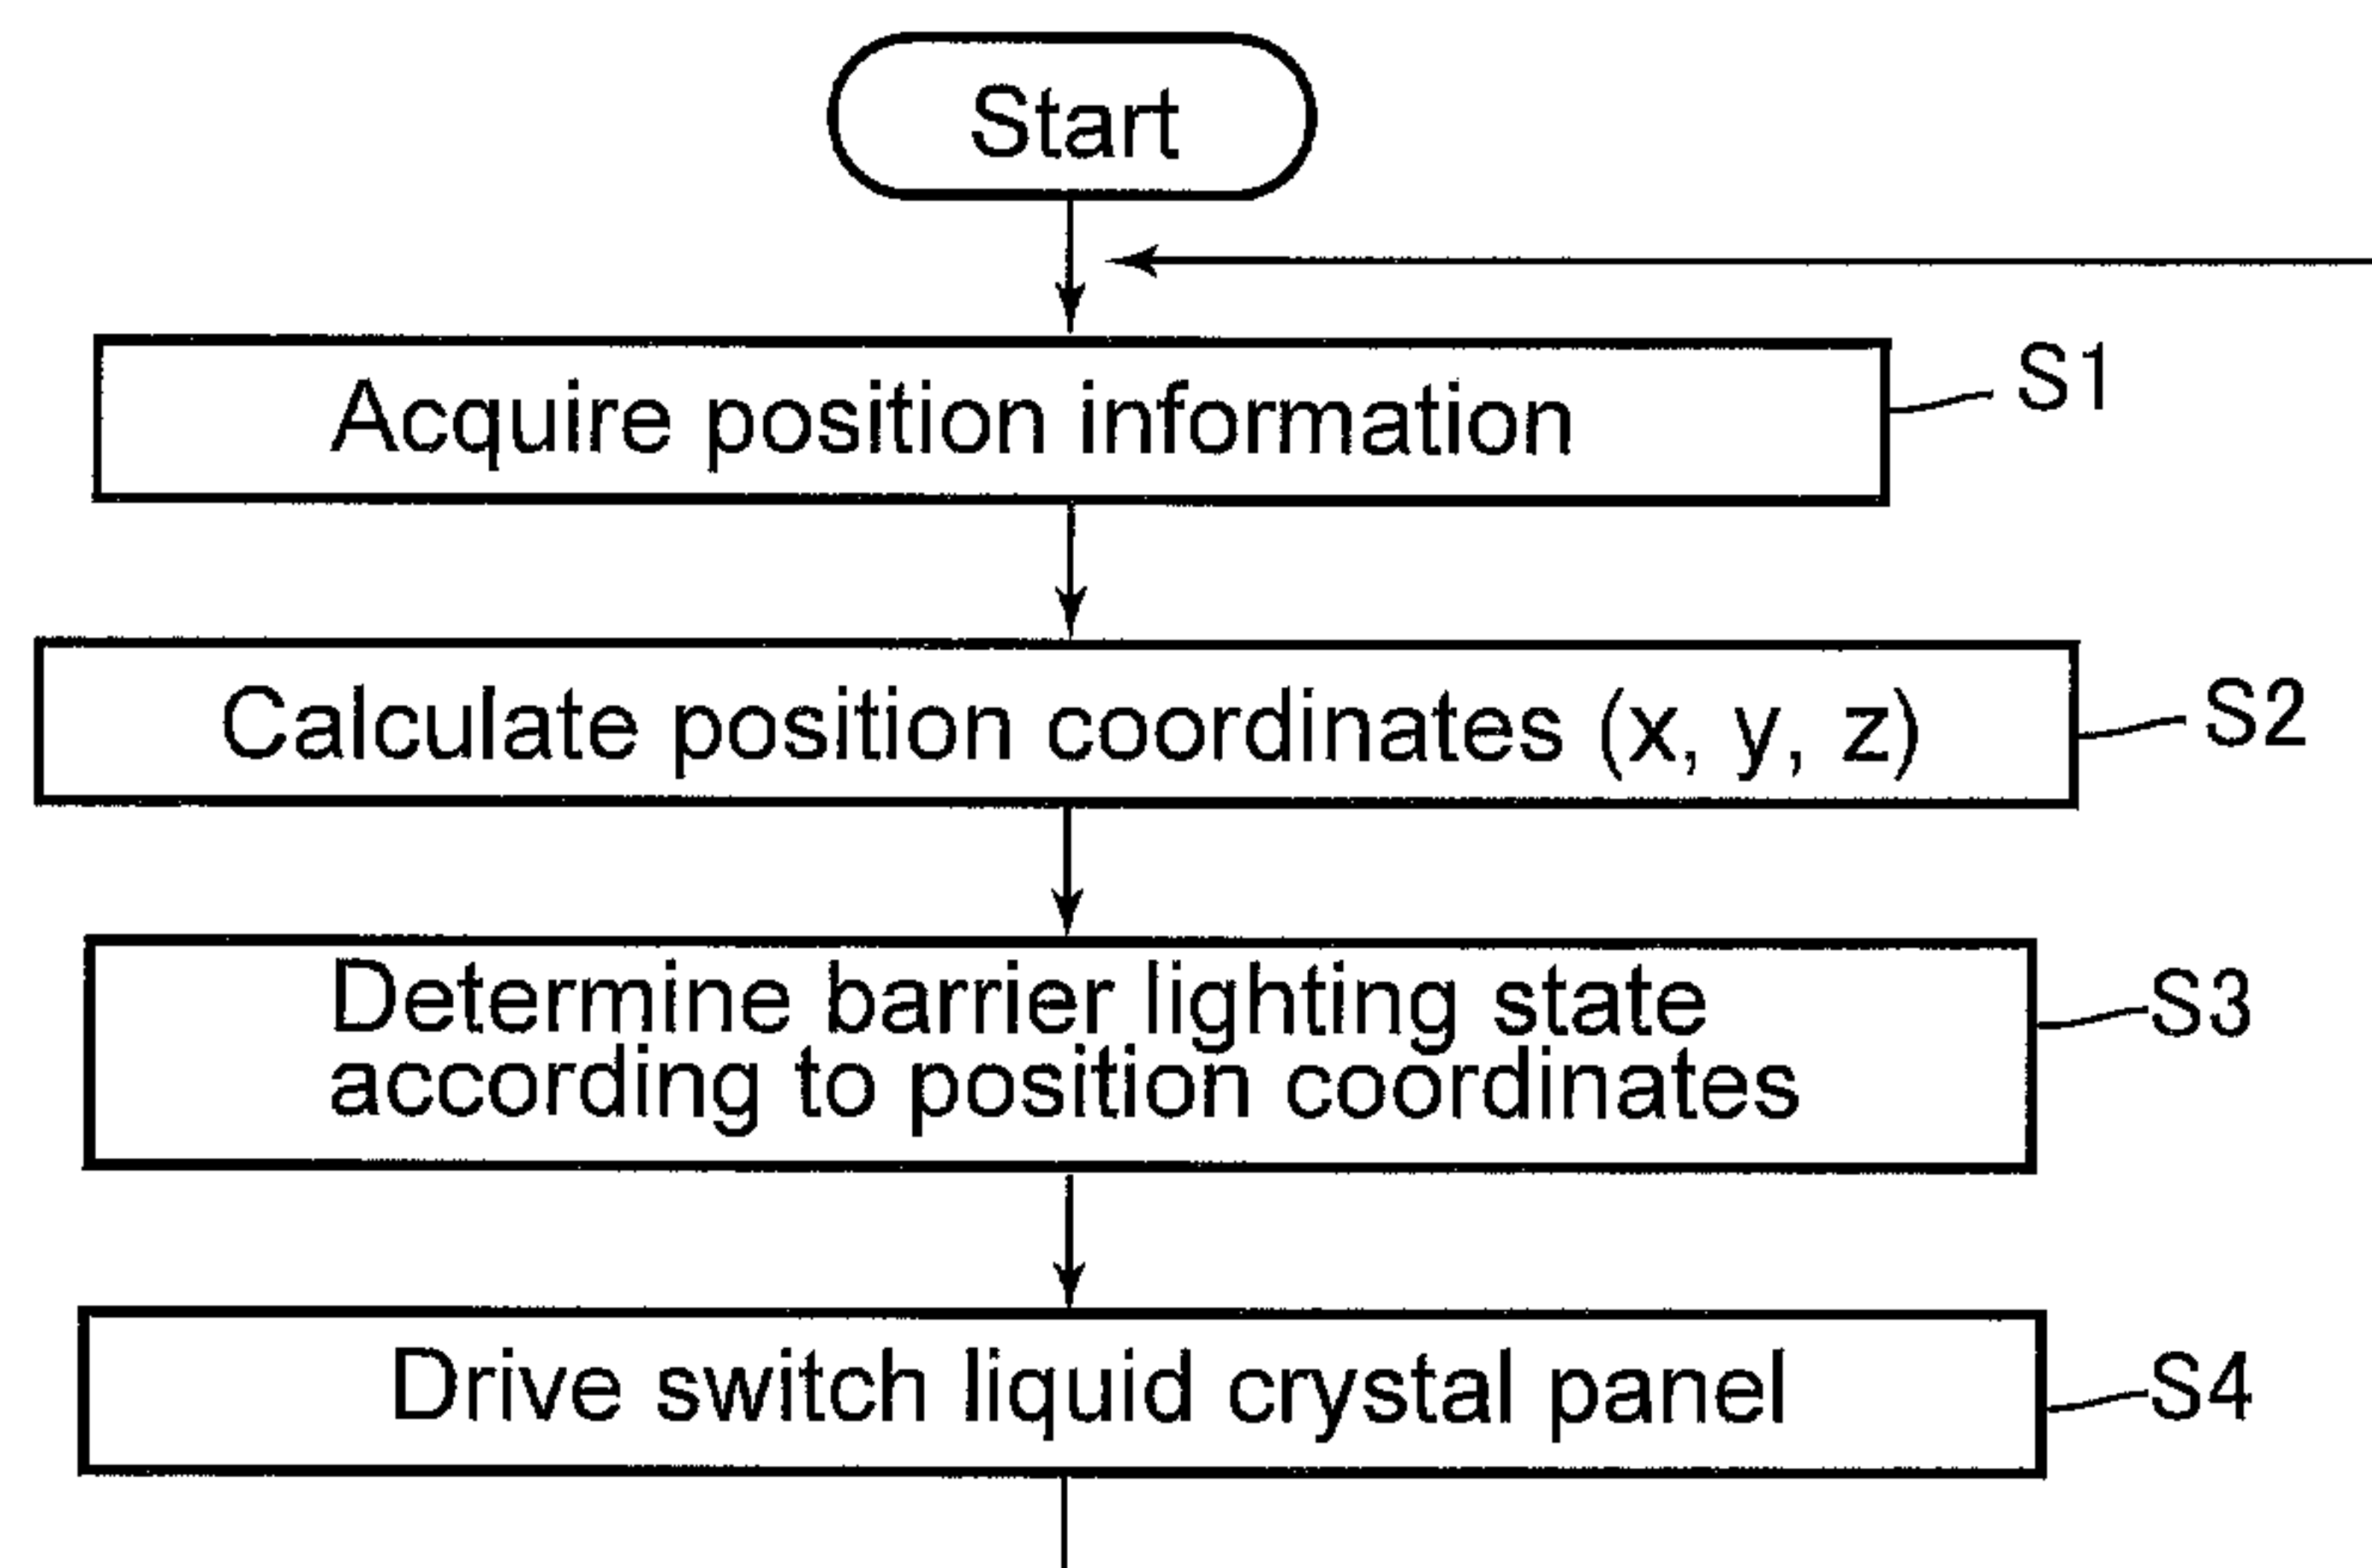 Start
Acquire position information
S1
Calculate position coordinates (x, y, z)
S2
Determine barrier lighting state
according to position coordinates
S3
Drive switch liquid crystal panel
S4